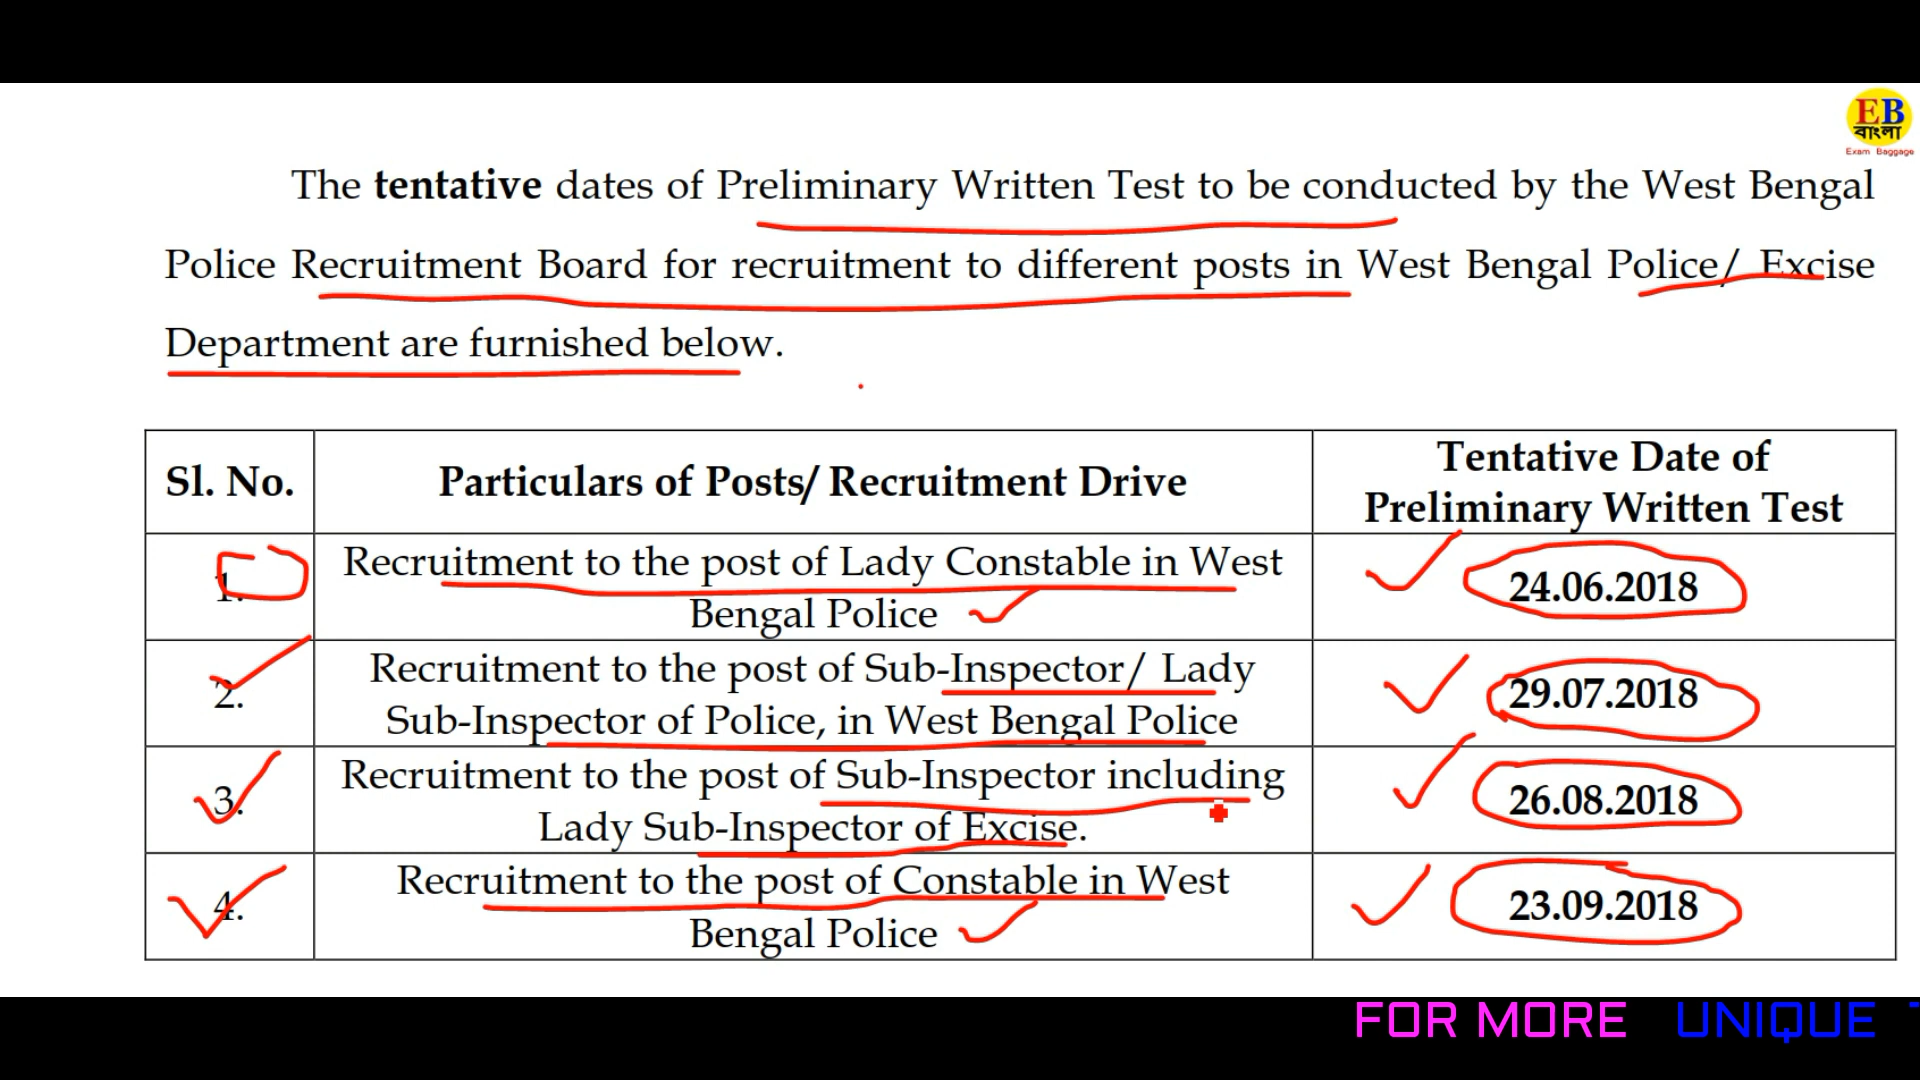 EB
বাংলা
Exam Baggage
The tentative dates of Preliminary Written Test to be conducted by the West Bengal
Police Recruitment Board for recruitment to different posts in West Bengal Police/ Excise
Department are furnished below.
Sl. No.
Particulars of Posts/ Recruitment Drive
Tentative Date of
Preliminary Written Test
1.
Recruitment to the post of Lady Constable in West
Bengal Police
24.06.2018
2.
Recruitment to the post of Sub-Inspector/ Lady
Sub-Inspector of Police, in West Bengal Police
29.07.2018
3.
Recruitment to the post of Sub-Inspector including
Lady Sub-Inspector of Excise.
26.08.2018
4.
Recruitment to the post of Constable in West
Bengal Police
23.09.2018
FOR MORE UNIQUE